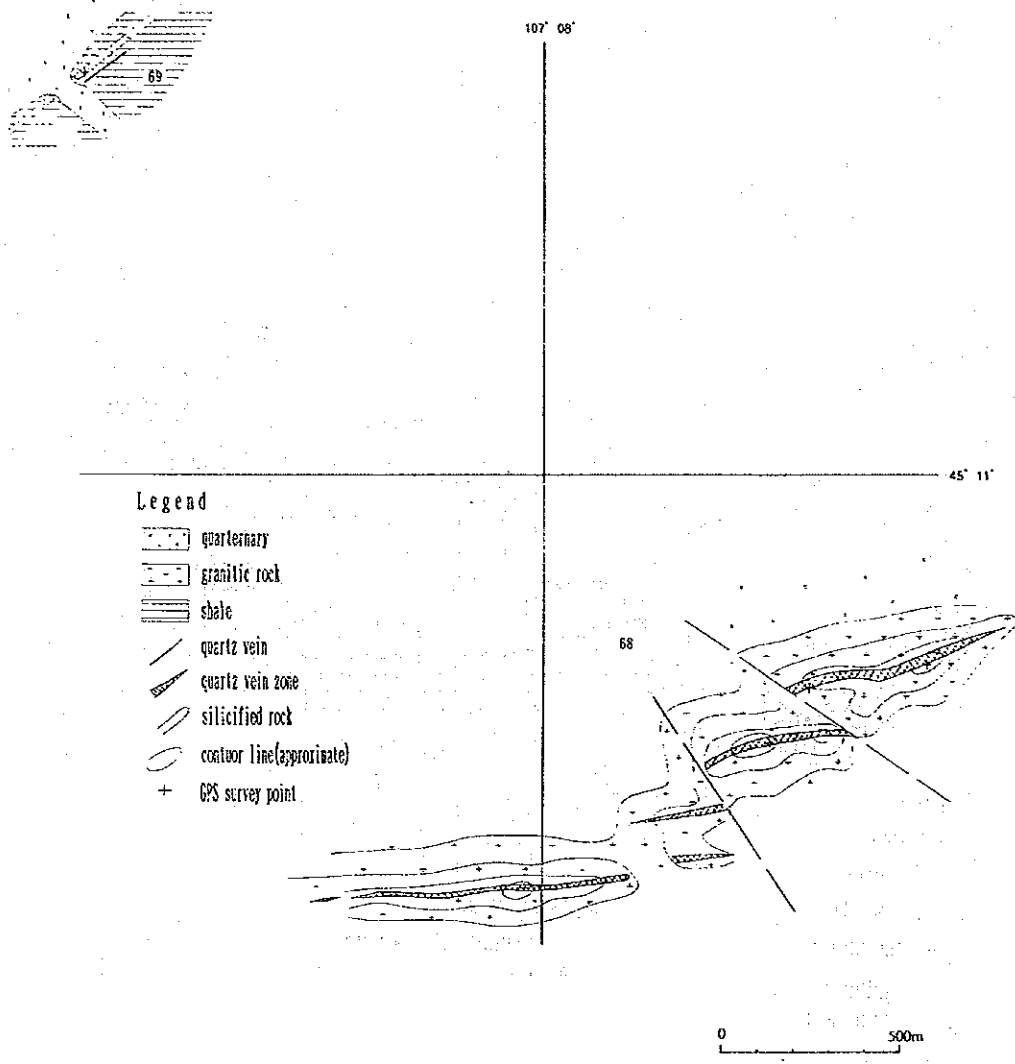 107° 08'
69
45° 11'
Legend
quarternary
granitic rock
shale
quartz vein
quartz vein zone
silicified rock
contuor line(approximate)
GPS survey point
68
0 500m